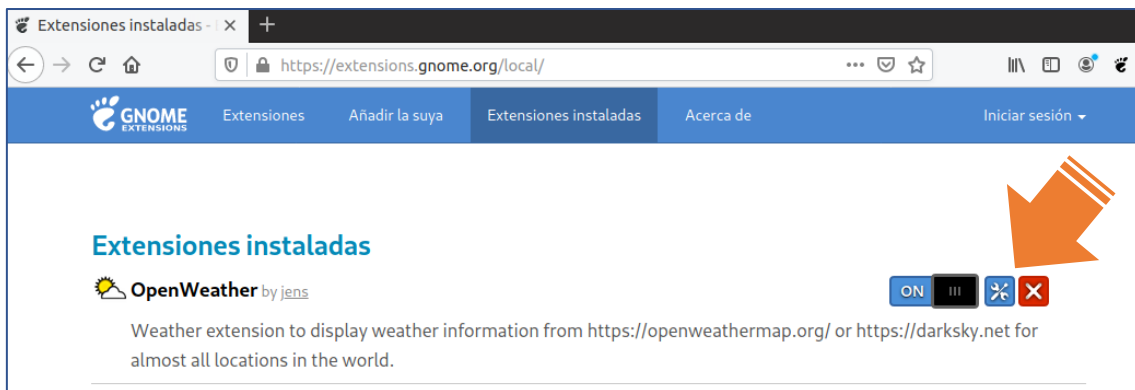 Extensiones instaladas -
https://extensions.gnome.org/local/
GNOME
EXTENSIONS
Extensiones
Añadir la suya
Extensiones instaladas
Acerca de
Iniciar sesión
Extensiones instaladas
OpenWeather by jens
ON
Weather extension to display weather information from https://openweathermap.org/ or https://darksky.net for
almost all locations in the world.